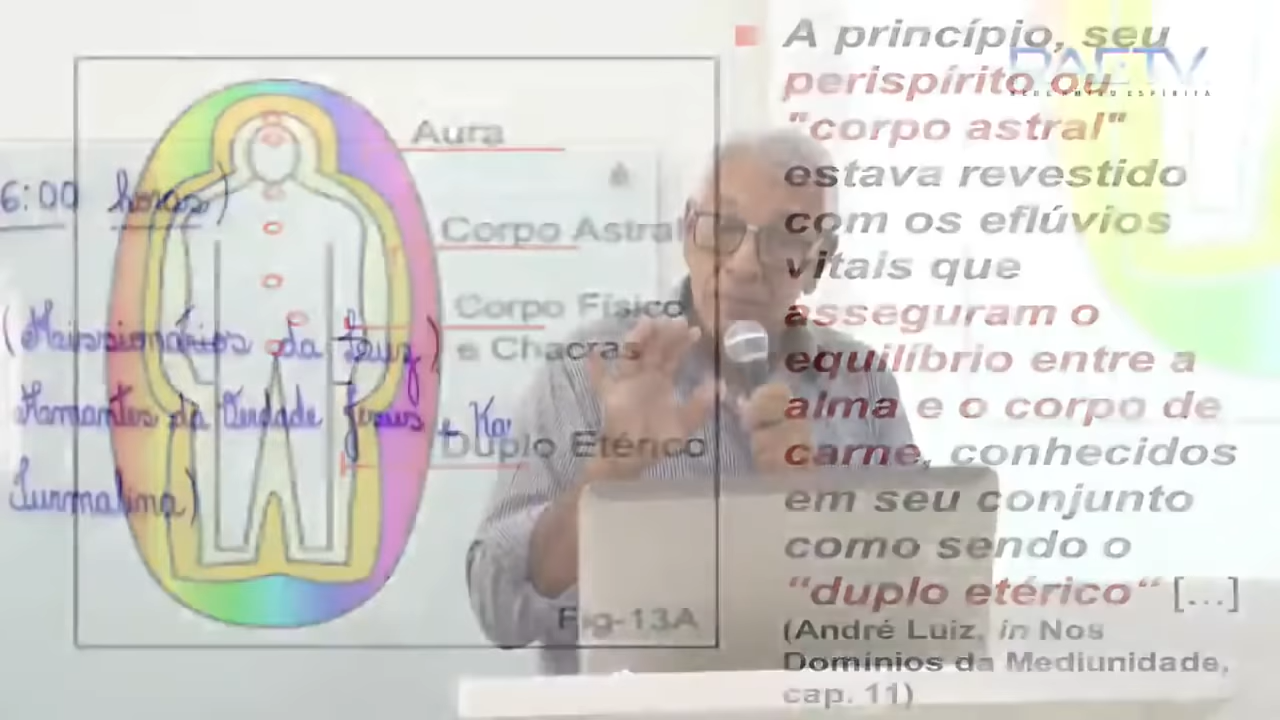 A princípio, seu
perispírito ou
"corpo astral"
estava revestido
com os eflúvios
vitais que
asseguram o
equilíbrio entre a
alma e o corpo de
carne, conhecidos
em seu conjunto
como sendo o
“duplo etérico“ [...]
(André Luiz, in Nos
Domínios da Mediunidade,
cap. 11)
Aura
Corpo Astral
Corpo Físico
e Chacras
Duplo Etérico
Fig-13A
6:00 horas)
(Missionários da Luz)
da Verdade Jesus e
Turmalina)